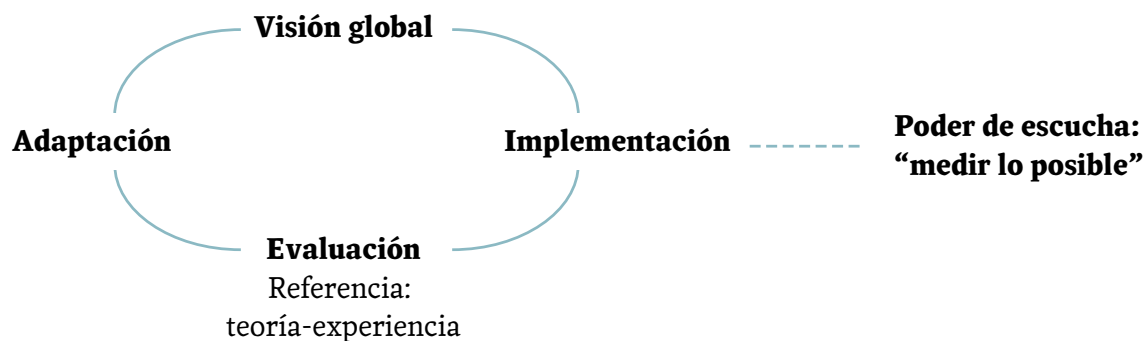 Visión global
Adaptación
Implementación
Poder de escucha:
“medir lo posible”
Evaluación
Referencia:
teoría-experiencia